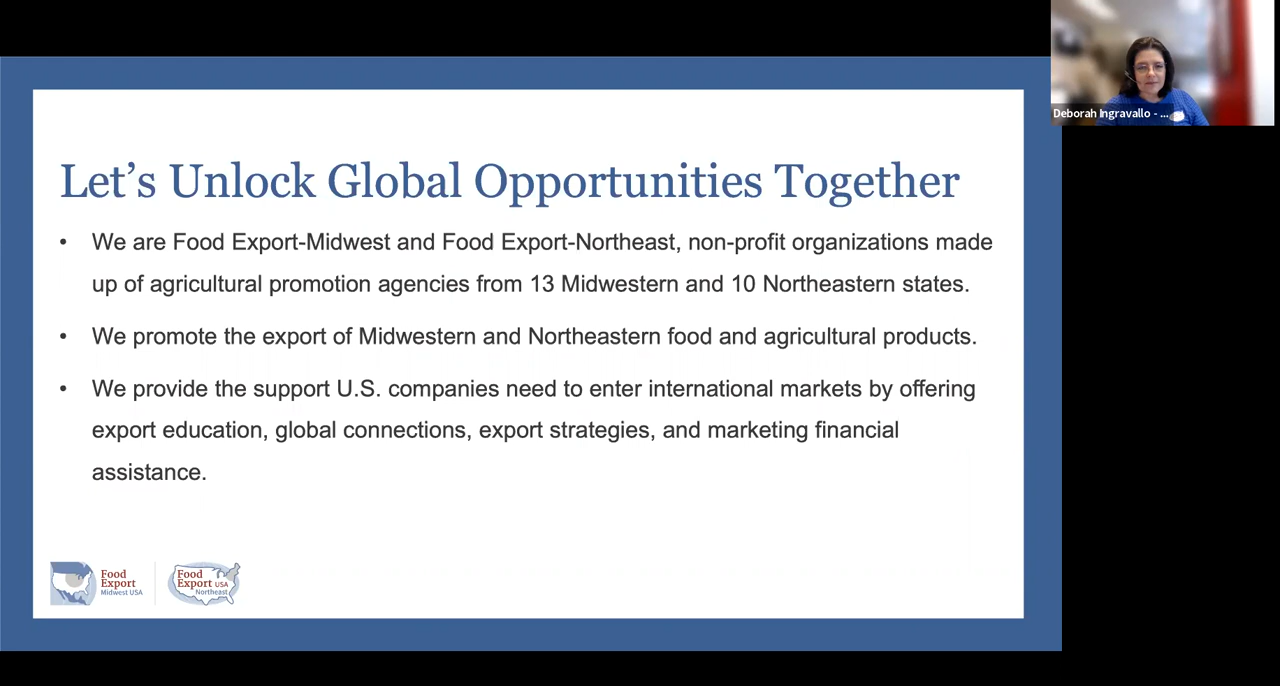 Let’s Unlock Global Opportunities Together
• We are Food Export-Midwest and Food Export-Northeast, non-profit organizations made
up of agricultural promotion agencies from 13 Midwestern and 10 Northeastern states.
• We promote the export of Midwestern and Northeastern food and agricultural products.
• We provide the support U.S. companies need to enter international markets by offering
export education, global connections, export strategies, and marketing financial
assistance.
Food
Export
Midwest USA
Food
Export USA
Northeast
Deborah Ingravallo - ...